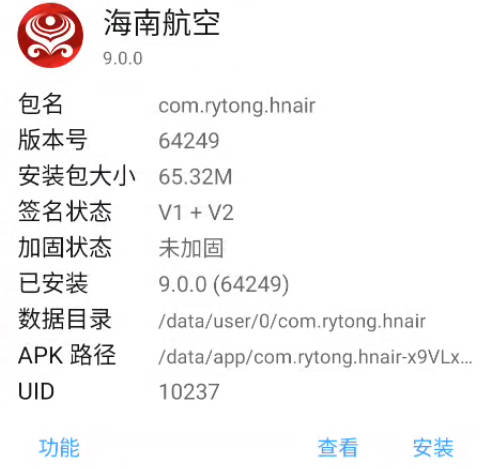 海南航空
9.0.0
包名 com.rytong.hnair
版本号 64249
安装包大小 65.32M
签名状态 V1 + V2
加固状态 未加固
已安装 9.0.0 (64249)
数据目录 /data/user/0/com.rytong.hnair
APK 路径 /data/app/com.rytong.hnair-x9VLx...
UID 10237
功能 查看 安装